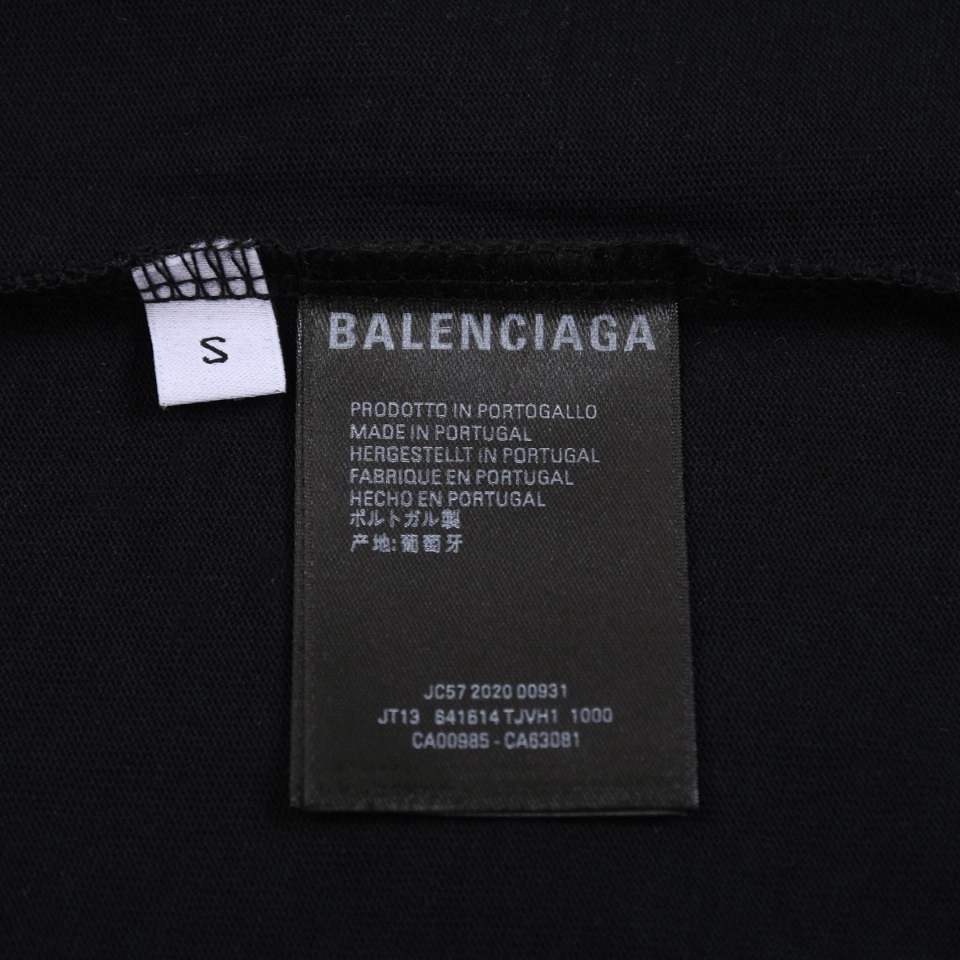 S
BALENCIAGA
PRODOTTO IN PORTOGALLO
MADE IN PORTUGAL
HERGESTELLT IN PORTUGAL
FABRIQUE EN PORTUGAL
HECHO EN PORTUGAL
ポルトガル製
产地:葡萄牙
JC57 2020 00931
JT13 641614 TJVH1 1000
CA00985 - CA63081